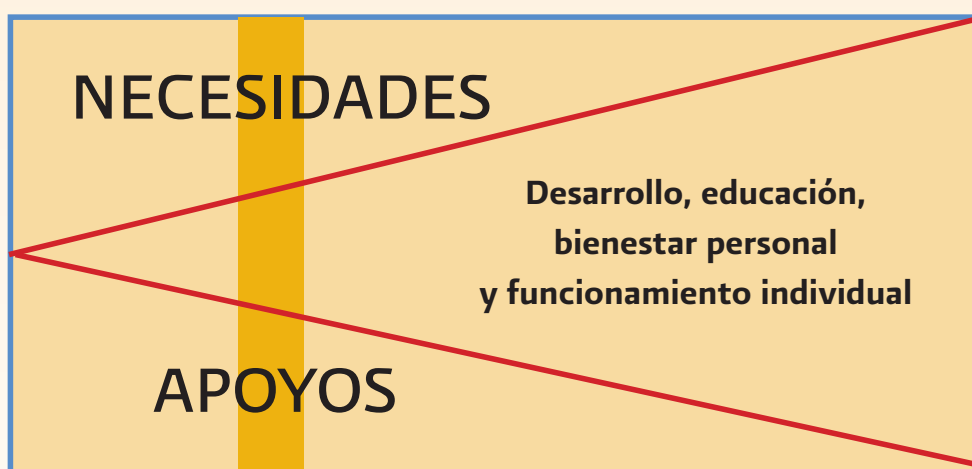 NECESIDADES
Desarrollo, educación,
bienestar personal
y funcionamiento individual
APOYOS